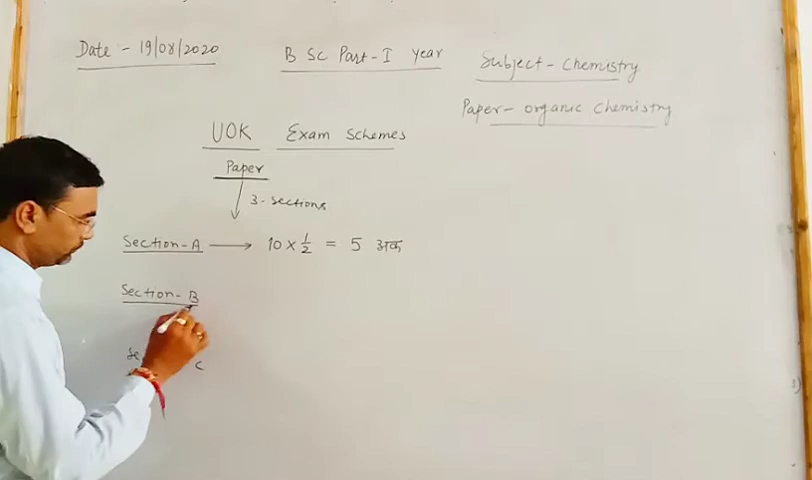 Date :- 19/08/2020 B Sc Part-I Year Subject-Chemistry
Paper- organic Chemistry
UOK Exam Schemes
Paper
3-Sections
Section-A → 10 × 1/2 = 5 अंक
Section-B
Se C